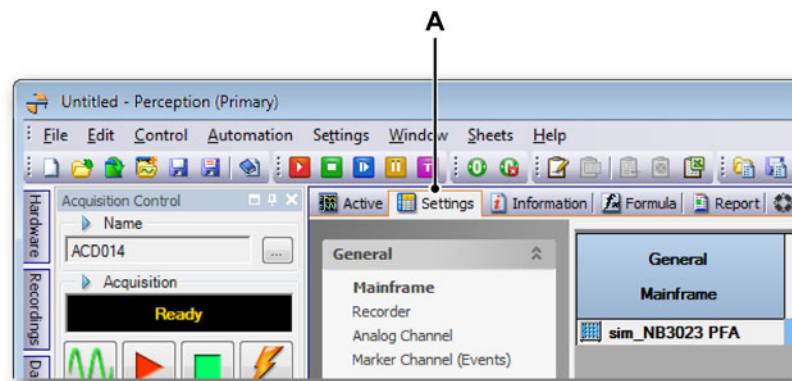 A
Untitled - Perception (Primary)
File Edit Control Automation Settings Window Sheets Help
Hardware
Recordings
Da
Acquisition Control
Name
ACD014
...
Acquisition
Ready
Active Settings Information Formula Report
General
Mainframe
Recorder
Analog Channel
Marker Channel (Events)
General
Mainframe
sim_NB3023 PFA